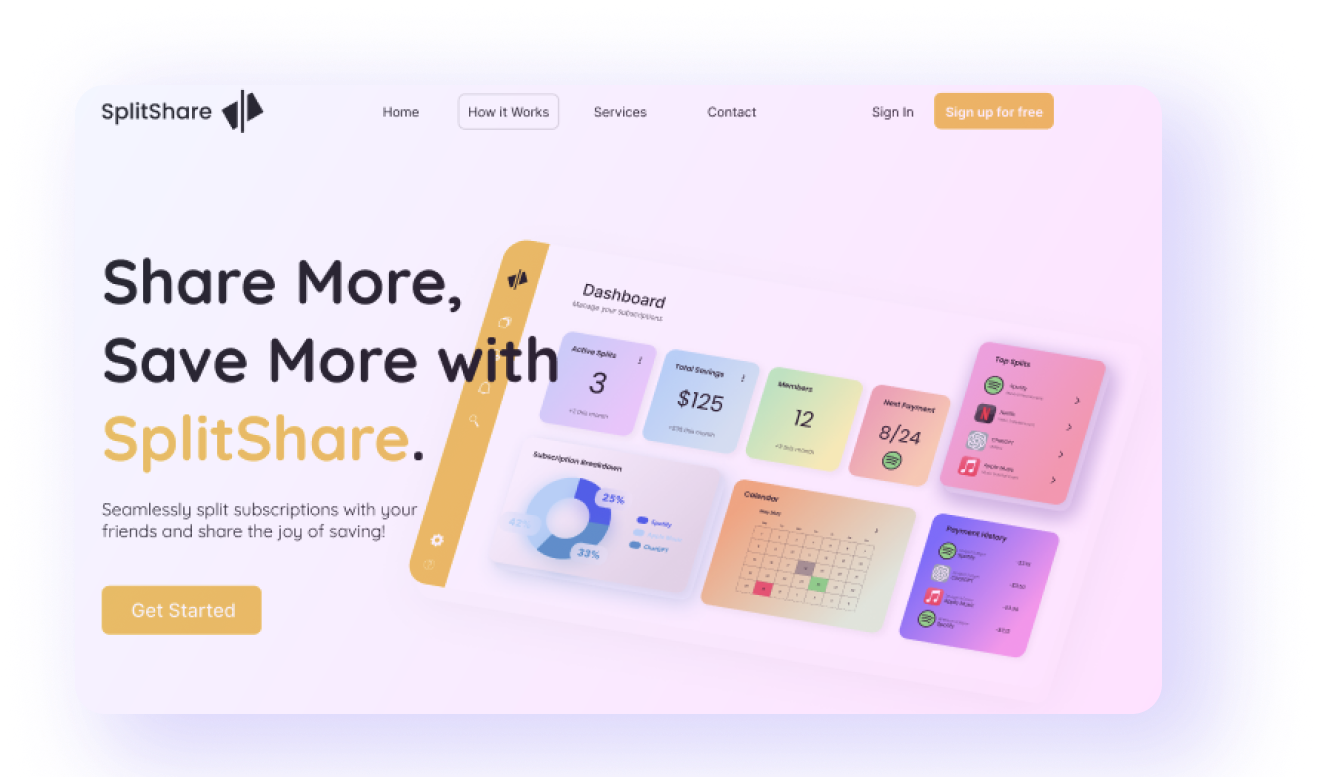 SplitShare
Home
How it Works
Services
Contact
Sign In
Sign up for free
Share More,
Save More with
SplitShare.
Seamlessly split subscriptions with your
friends and share the joy of saving!
Get Started
Dashboard
Manage your subscriptions
Active Splits
3
Total Savings
$125
Members
12
Next Payment
8/24
Top Splits
Spotify
Netflix
ChatGPT
Apple Music
Subscription Breakdown
25%
42%
33%
Spotify
Apple Music
ChatGPT
Calendar
Payment History
Spotify
ChatGPT
Apple Music
Spotify